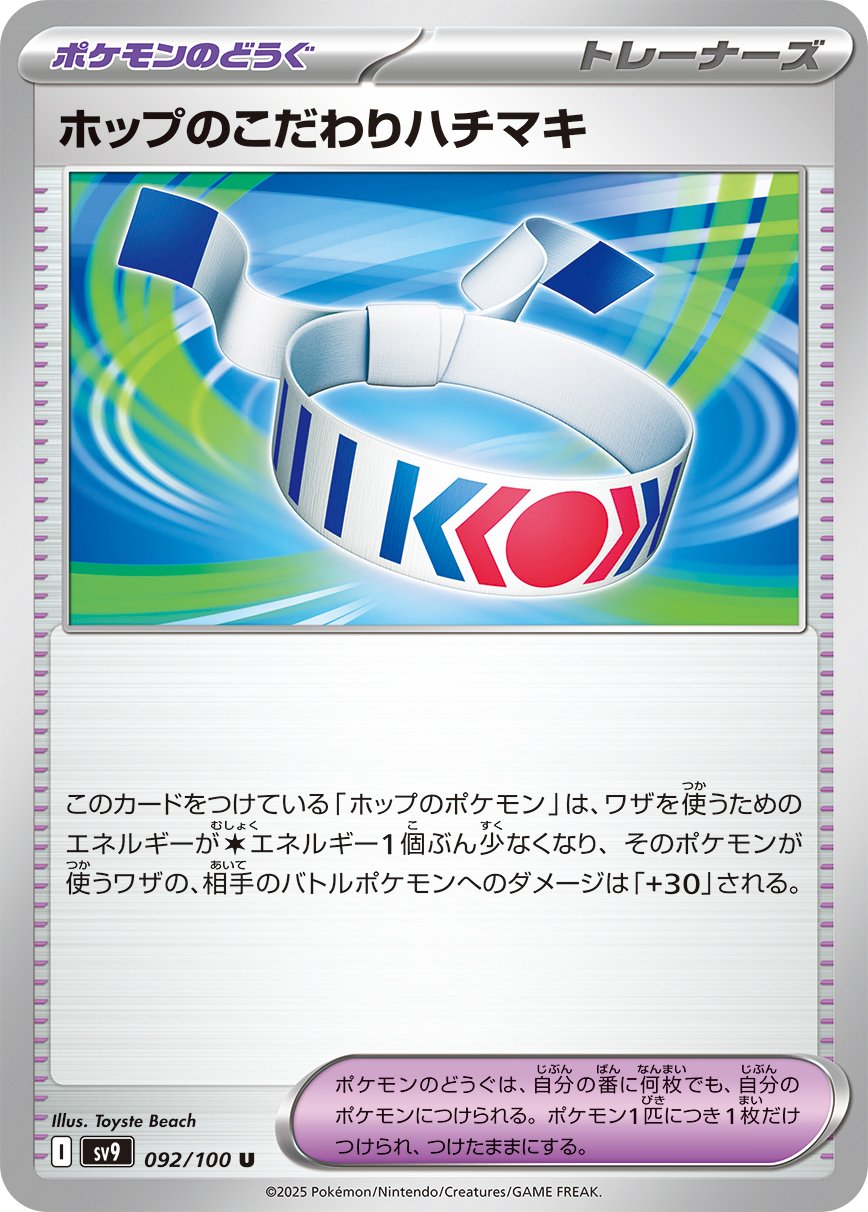 ポケモンのどうぐ
トレーナーズ
ホップのこだわりハチマキ
このカードをつけている「ホップのポケモン」は、ワザを使うための
エネルギーが エネルギー1個ぶん少なくなり、そのポケモンが
使うワザの、相手のバトルポケモンへのダメージは「+30」される。
ポケモンのどうぐは、自分の番に何枚でも、自分の
ポケモンにつけられる。ポケモン1匹につき1枚だけ
つけられ、つけたままにする。
Illus. Toyste Beach
I sv9 092/100 U
©2025 Pokémon/Nintendo/Creatures/GAME FREAK.